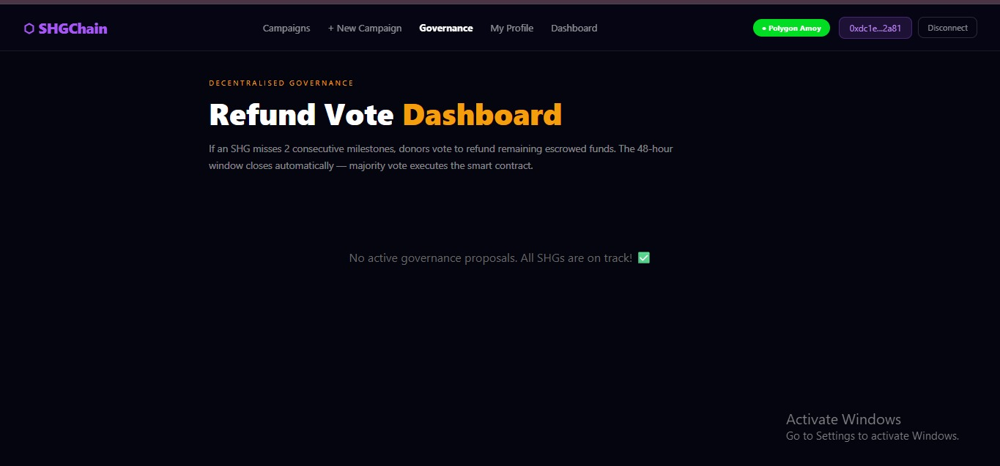 SHGChain
Campaigns
+ New Campaign
Governance
My Profile
Dashboard
● Polygon Amoy
0xdc1e...2a81
Disconnect
DECENTRALISED GOVERNANCE
Refund Vote Dashboard
If an SHG misses 2 consecutive milestones, donors vote to refund remaining escrowed funds. The 48-hour
window closes automatically — majority vote executes the smart contract.
No active governance proposals. All SHGs are on track! ✅
Activate Windows
Go to Settings to activate Windows.